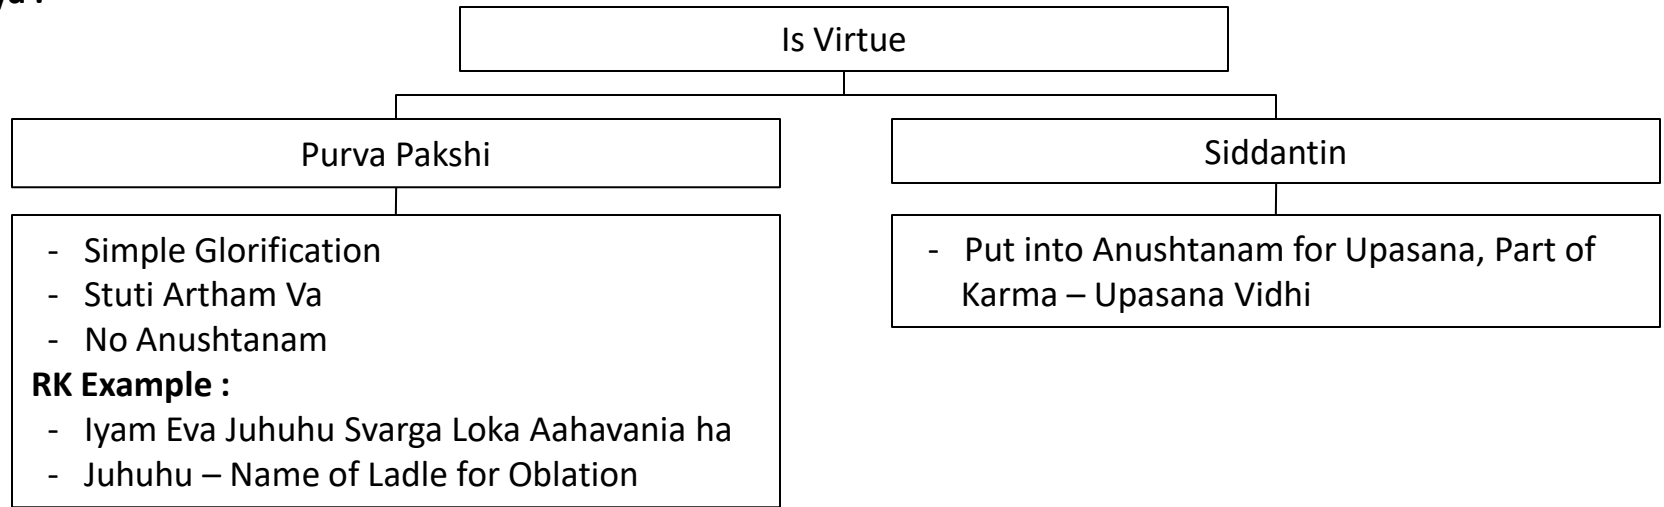 Is Virtue
Purva Pakshi
- Simple Glorification
- Stuti Artham Va
- No Anushtanam
RK Example :
- Iyam Eva Juhuhu Svarga Loka Aahavania ha
- Juhuhu – Name of Ladle for Oblation
Siddantin
- Put into Anushtanam for Upasana, Part of
Karma – Upasana Vidhi